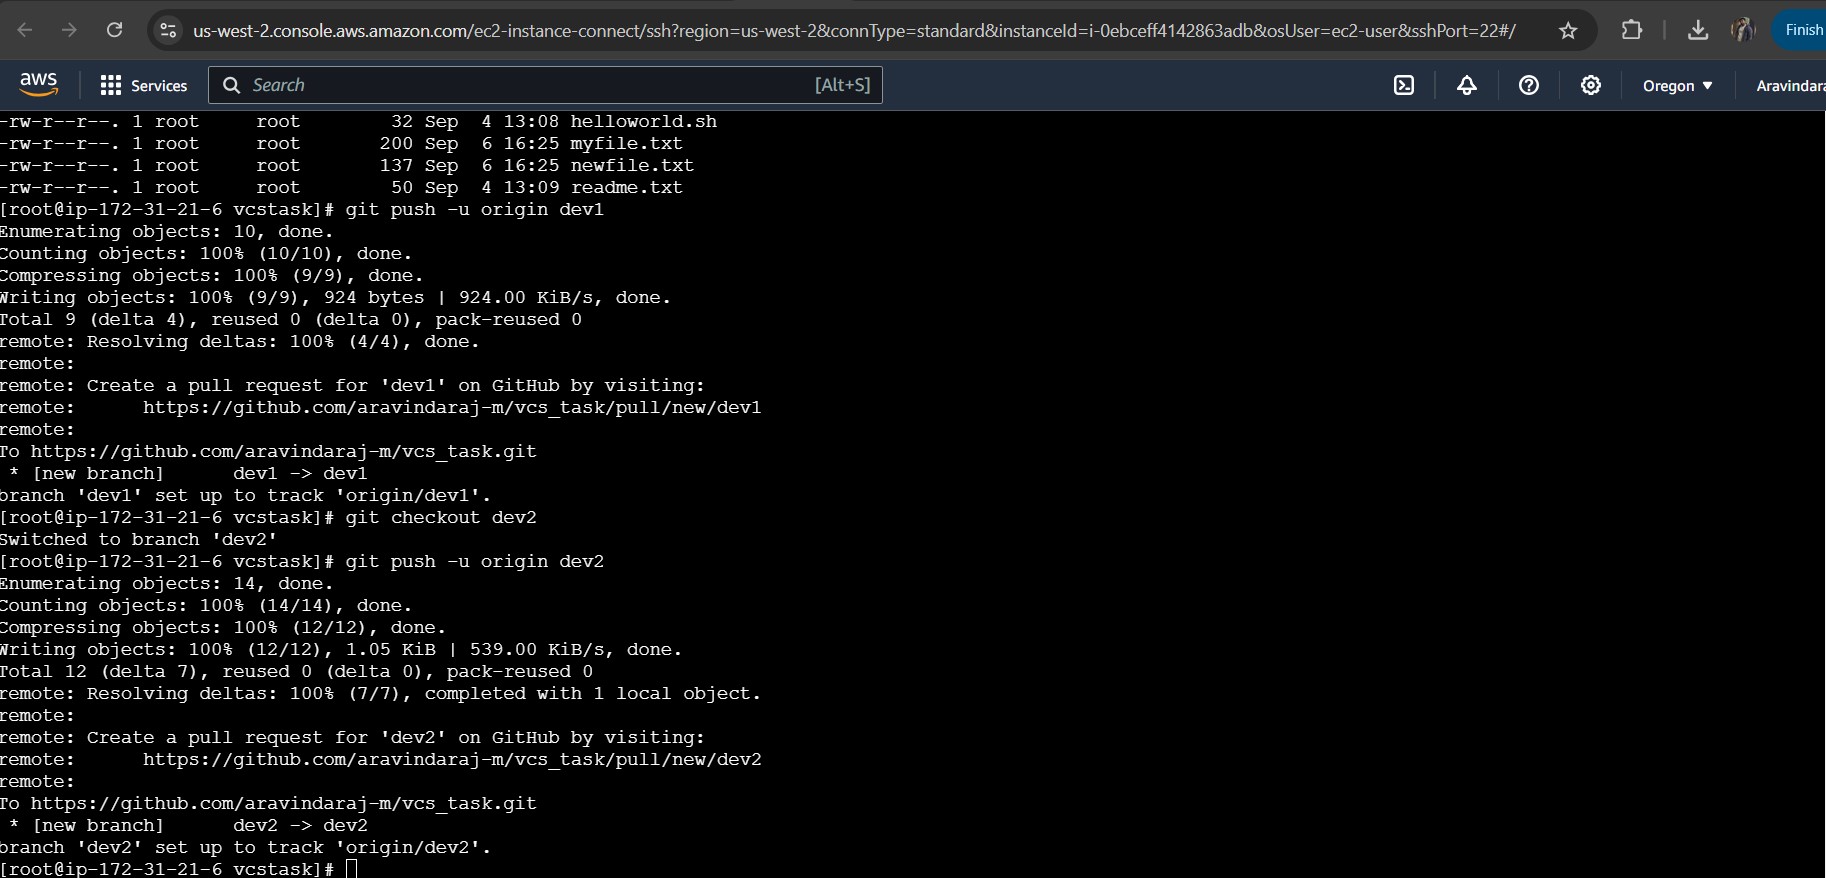 us-west-2.console.aws.amazon.com/ec2-instance-connect/ssh?region=us-west-2&connType=standard&instanceId=i-0ebceff4142863adb&osUser=ec2-user&sshPort=22#/
Finish
aws
Services
Search
[Alt+S]
Oregon
Aravindara
-rw-r--r--. 1 root     root        32 Sep  4 13:08 helloworld.sh
-rw-r--r--. 1 root     root       200 Sep  6 16:25 myfile.txt
-rw-r--r--. 1 root     root       137 Sep  6 16:25 newfile.txt
-rw-r--r--. 1 root     root        50 Sep  4 13:09 readme.txt
[root@ip-172-31-21-6 vcstask]# git push -u origin dev1
Enumerating objects: 10, done.
Counting objects: 100% (10/10), done.
Compressing objects: 100% (9/9), done.
Writing objects: 100% (9/9), 924 bytes | 924.00 KiB/s, done.
Total 9 (delta 4), reused 0 (delta 0), pack-reused 0
remote: Resolving deltas: 100% (4/4), done.
remote:
remote: Create a pull request for 'dev1' on GitHub by visiting:
remote:      https://github.com/aravindaraj-m/vcs_task/pull/new/dev1
remote:
To https://github.com/aravindaraj-m/vcs_task.git
 * [new branch]      dev1 -> dev1
branch 'dev1' set up to track 'origin/dev1'.
[root@ip-172-31-21-6 vcstask]# git checkout dev2
Switched to branch 'dev2'
[root@ip-172-31-21-6 vcstask]# git push -u origin dev2
Enumerating objects: 14, done.
Counting objects: 100% (14/14), done.
Compressing objects: 100% (12/12), done.
Writing objects: 100% (12/12), 1.05 KiB | 539.00 KiB/s, done.
Total 12 (delta 7), reused 0 (delta 0), pack-reused 0
remote: Resolving deltas: 100% (7/7), completed with 1 local object.
remote:
remote: Create a pull request for 'dev2' on GitHub by visiting:
remote:      https://github.com/aravindaraj-m/vcs_task/pull/new/dev2
remote:
To https://github.com/aravindaraj-m/vcs_task.git
 * [new branch]      dev2 -> dev2
branch 'dev2' set up to track 'origin/dev2'.
[root@ip-172-31-21-6 vcstask]#